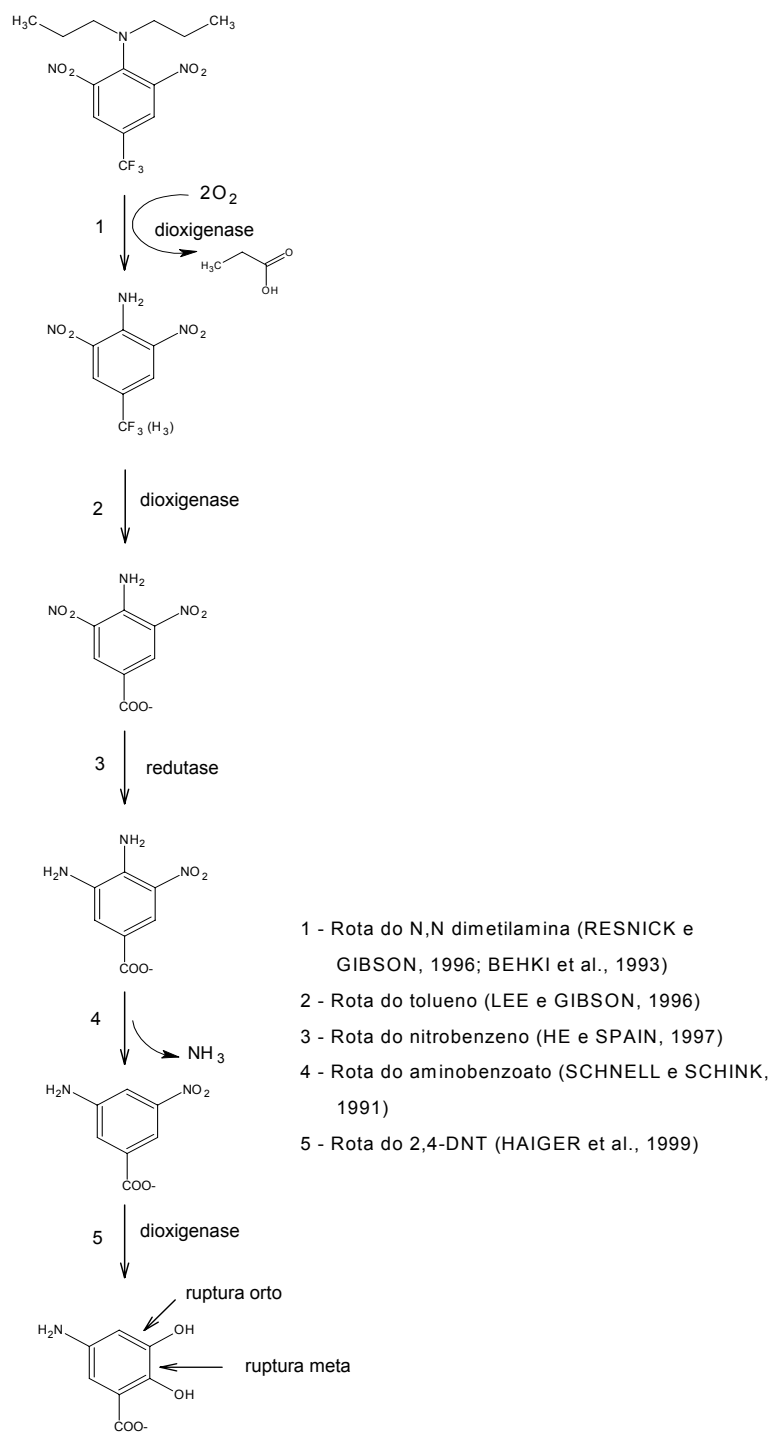 H3C CH3
N
NO2 NO2
CF3
2O2
1 dioxigenase
H3C O
OH
NH2
NO2 NO2
CF3 (H3)
2 dioxigenase
NH2
NO2 NO2
COO-
3 redutase
NH2
H2N NO2
COO-
4
NH3
H2N NO2
COO-
1 - Rota do N,N dimetilamina (RESNICK e
GIBSON, 1996; BEHKI et al., 1993)
2 - Rota do tolueno (LEE e GIBSON, 1996)
3 - Rota do nitrobenzeno (HE e SPAIN, 1997)
4 - Rota do aminobenzoato (SCHNELL e SCHINK,
1991)
5 - Rota do 2,4-DNT (HAIGER et al., 1999)
5 dioxigenase
ruptura orto
H2N OH
ruptura meta
OH
COO-